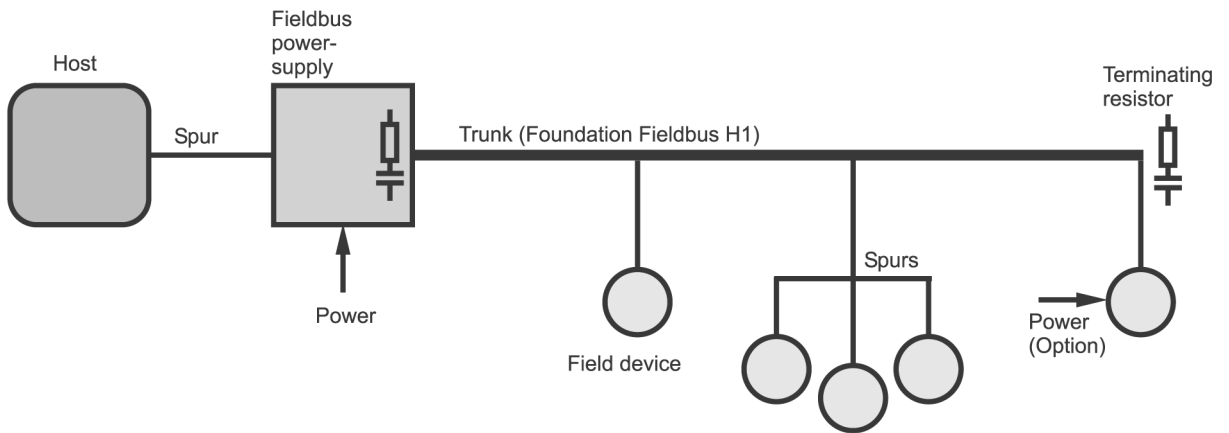 Host
Fieldbus
power-
supply
Spur
Power
Trunk (Foundation Fieldbus H1)
Field device
Spurs
Terminating
resistor
Power
(Option)